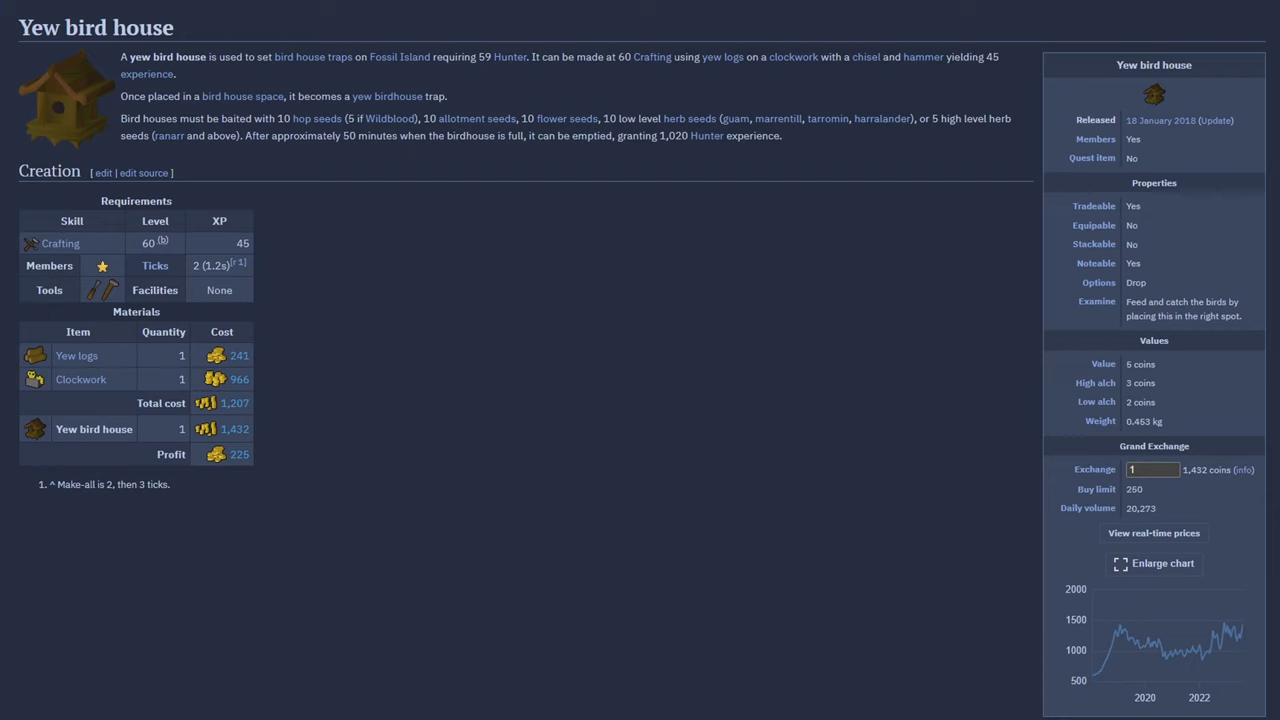 Yew bird house
A yew bird house is used to set bird house traps on Fossil Island requiring 59 Hunter. It can be made at 60 Crafting using yew logs on a clockwork with a chisel and hammer yielding 45
experience.
Once placed in a bird house space, it becomes a yew birdhouse trap.
Bird houses must be baited with 10 hop seeds (5 if Wildblood), 10 allotment seeds, 10 flower seeds, 10 low level herb seeds (guam, marrentill, tarromin, harralander), or 5 high level herb
seeds (ranarr and above). After approximately 50 minutes when the birdhouse is full, it can be emptied, granting 1,020 Hunter experience.
Creation [ edit | edit source ]
Requirements
Skill Level XP
Crafting 60 (b) 45
Members Ticks 2 (1.2s)[r 1]
Tools Facilities None
Materials
Item Quantity Cost
Yew logs 1 241
Clockwork 1 966
Total cost 1,207
Yew bird house 1 1,432
Profit 225
1. ^ Make-all is 2, then 3 ticks.
Yew bird house
Released 18 January 2018 (Update)
Members Yes
Quest item No
Properties
Tradeable Yes
Equipable No
Stackable No
Noteable Yes
Options Drop
Examine Feed and catch the birds by
placing this in the right spot.
Values
Value 5 coins
High alch 3 coins
Low alch 2 coins
Weight 0.453 kg
Grand Exchange
Exchange 1 1,432 coins (info)
Buy limit 250
Daily volume 20,273
View real-time prices
Enlarge chart
2000
1500
1000
500
2020 2022